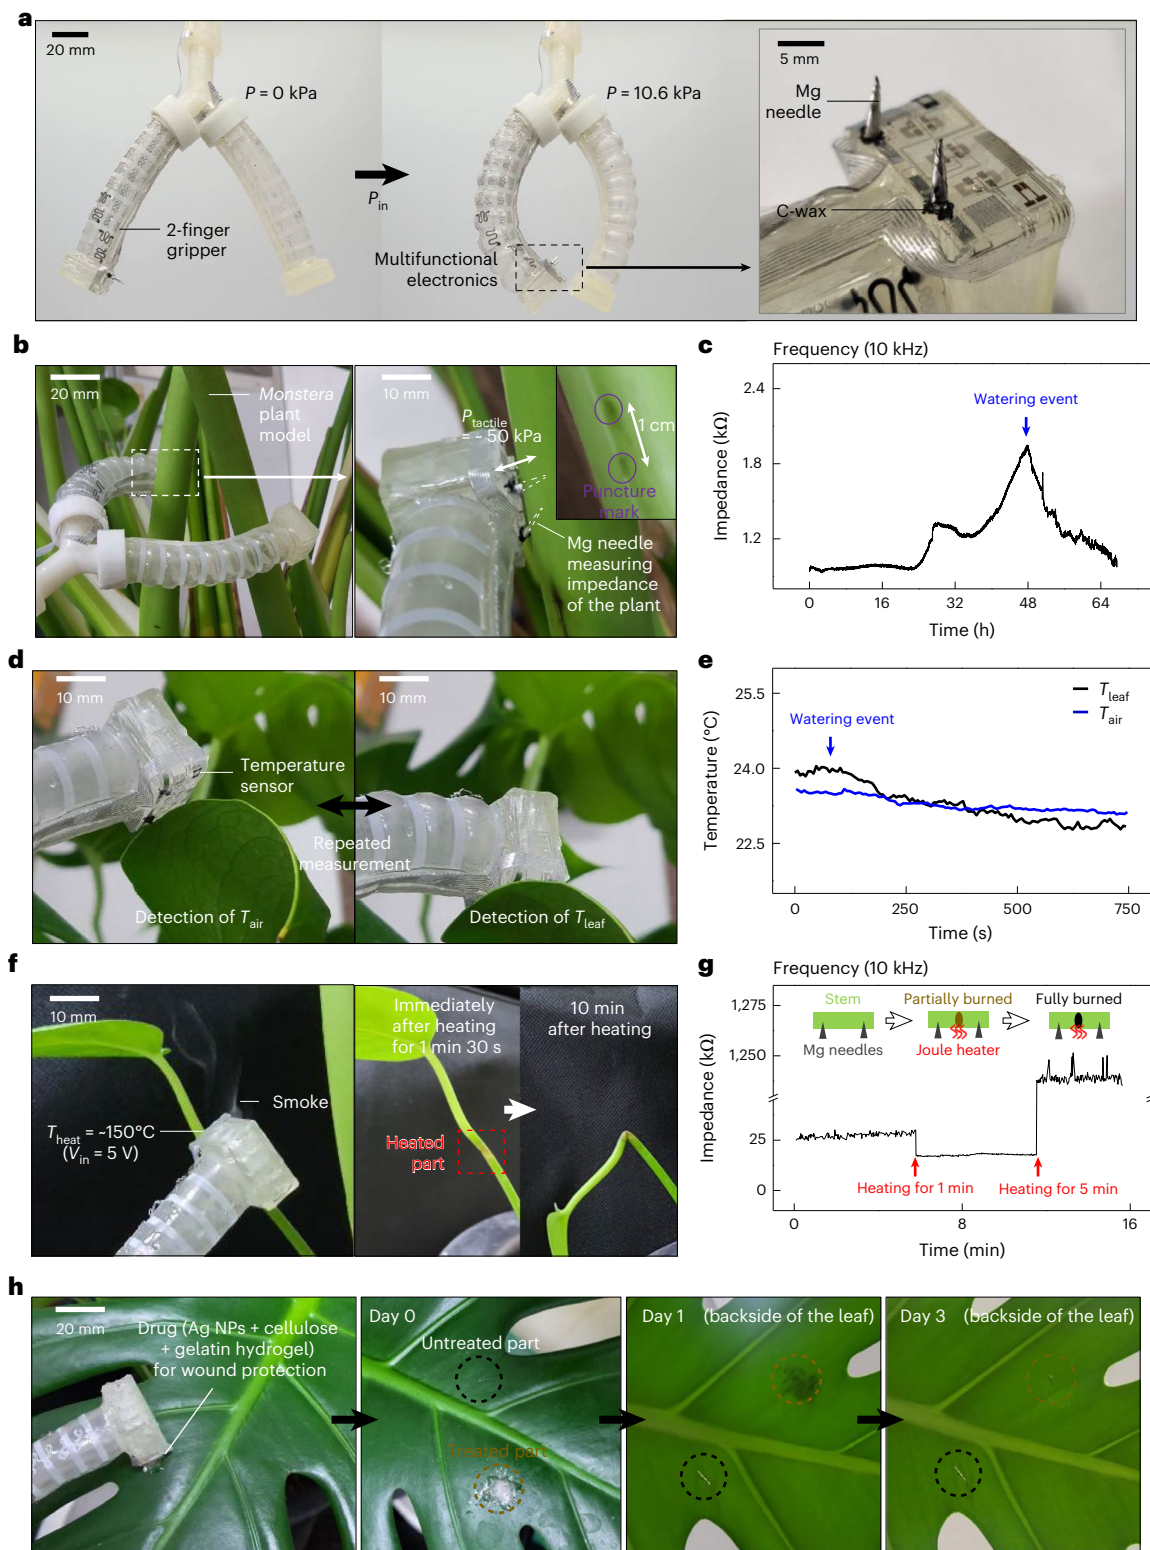 a
20 mm
P = 0 kPa
P = 10.6 kPa
Pin
2-finger
gripper
Multifunctional
electronics
5 mm
Mg
needle
C-wax
b
20 mm
Monstera
plant
model
10 mm
Ptactile
= ~ 50 kPa
1 cm
Puncture
mark
Mg needle
measuring
impedance
of the plant
c
Frequency (10 kHz)
Impedance (kΩ)
2.4
1.8
1.2
Watering event
0 16 32 48 64
Time (h)
d
10 mm
Temperature
sensor
Detection of Tair
10 mm
Repeated
measurement
Detection of Tleaf
e
Temperature (°C)
25.5
24.0
22.5
Watering event
Tleaf
Tair
0 250 500 750
Time (s)
f
10 mm
Smoke
Theat = ~150°C
(Vin = 5 V)
Immediately
after heating
for 1 min 30 s
Heated
part
10 min
after heating
g
Frequency (10 kHz)
Impedance (kΩ)
1,275
1,250
25
0
Stem
Partially burned
Fully burned
Mg needles
Joule heater
Heating for 1 min
Heating for 5 min
0 8 16
Time (min)
h
20 mm
Drug (Ag NPs + cellulose
+ gelatin hydrogel)
for wound protection
Day 0
Untreated part
Treated part
Day 1 (backside of the leaf)
Day 3 (backside of the leaf)